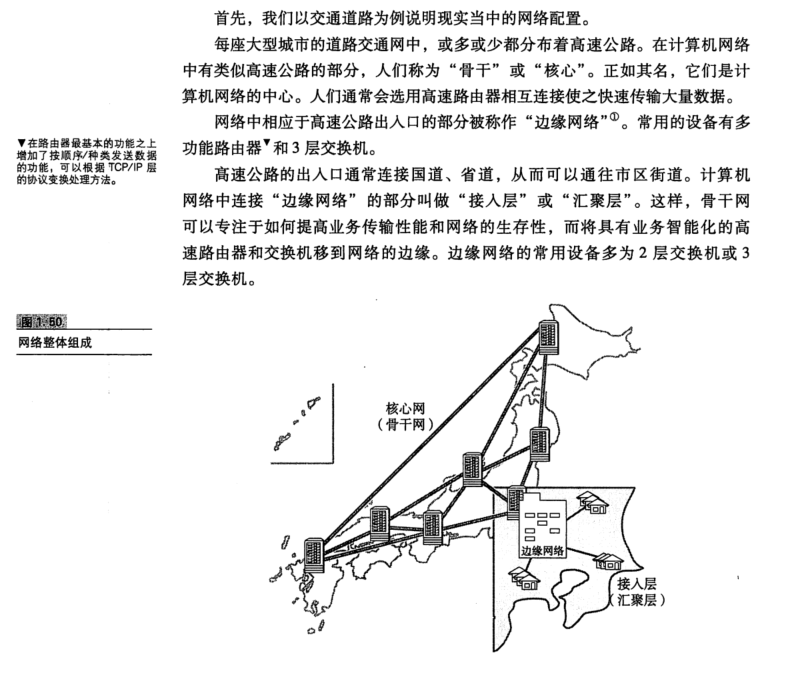 首先，我们以交通道路为例说明现实当中的网络配置。
每座大型城市的道路交通网中，或多或少都分布着高速公路。在计算机网络
中有类似高速公路的部分，人们称为“骨干”或“核心”。正如其名，它们是计
算机网络的中心。人们通常会选用高速路由器相互连接使之快速传输大量数据。
网络中相应于高速公路出入口的部分被称作“边缘网络”①。常用的设备有多
功能路由器▼和3层交换机。
▼在路由器最基本的功能之上
增加了按顺序/种类发送数据
的功能，可以根据 TCP/IP 层
的协议变换处理方法。
高速公路的出入口通常连接国道、省道，从而可以通往市区街道。计算机
网络中连接“边缘网络”的部分叫做“接入层”或“汇聚层”。这样，骨干网
可以专注于如何提高业务传输性能和网络的生存性，而将具有业务智能化的高
速路由器和交换机移到网络的边缘。边缘网络的常用设备多为2层交换机或3
层交换机。
图1.50
网络整体组成
核心网
（骨干网）
边缘网络
接入层
（汇聚层）